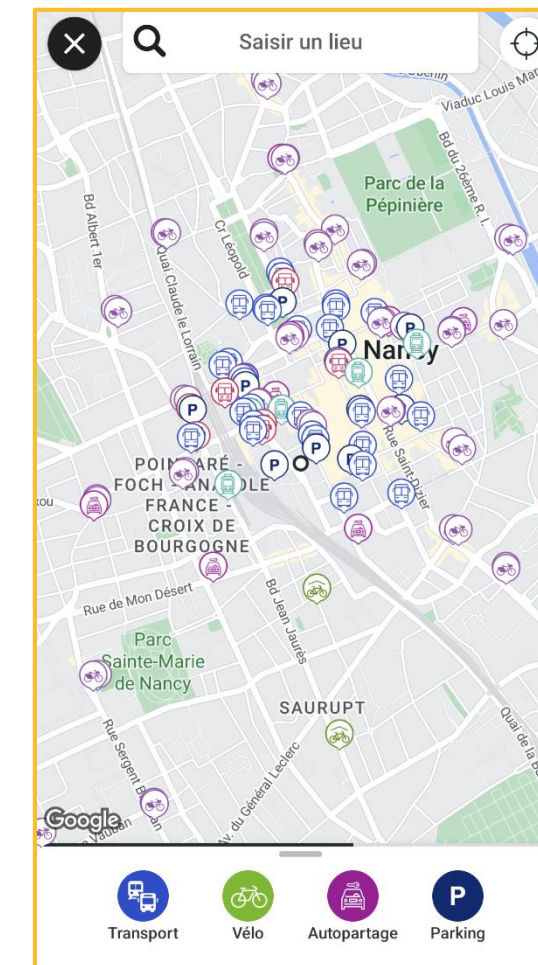 Saisir un lieu
Viaduc Louis Mar
Bd du 26ème R. I.
Parc de la
Pépinière
Bd Albert 1er
Cr Léopold
Quai Claude le Lorrain
P
P
P
Nancy
P
P
P
P
P
Rue Saint-Dizier
FOCH -
FRANCE -
CROIX DE
BOURGOGNE
Rue de Mon Désert
Bd Jean Jaurès
Parc
Sainte-Marie
de Nancy
SAURUPT
Rue Sergent B
Av. du Général Leclerc
Quai de la Ba
Google
Vauban
P
Transport
Vélo
Autopartage
Parking